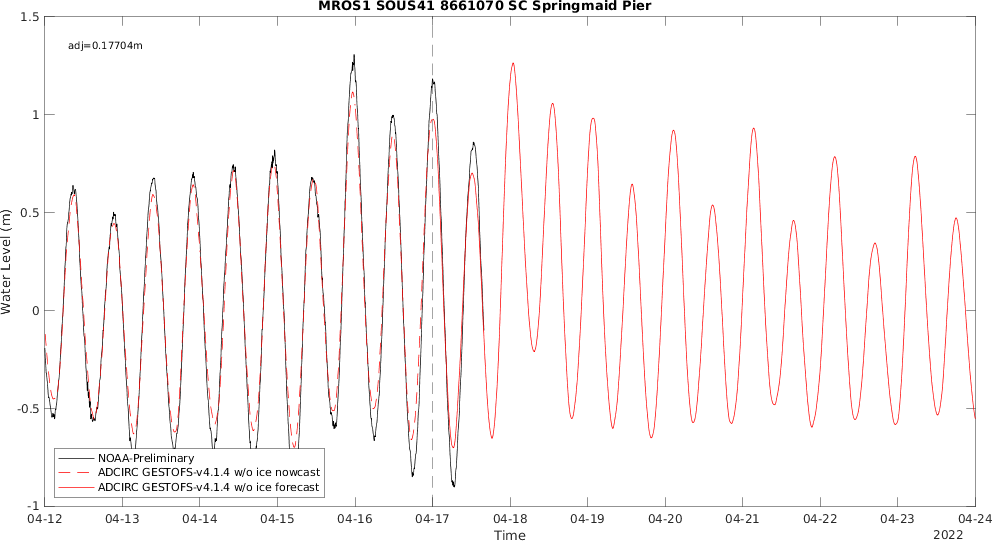 MROS1 SOUS41 8661070 SC Springmaid Pier
adj=0.17704m
1.5
1
0.5
0
-0.5
-1
Water Level (m)
NOAA-Preliminary
ADCIRC GESTOFS-v4.1.4 w/o ice nowcast
ADCIRC GESTOFS-v4.1.4 w/o ice forecast
04-12 04-13 04-14 04-15 04-16 04-17 04-18 04-19 04-20 04-21 04-22 04-23 04-24
Time
2022